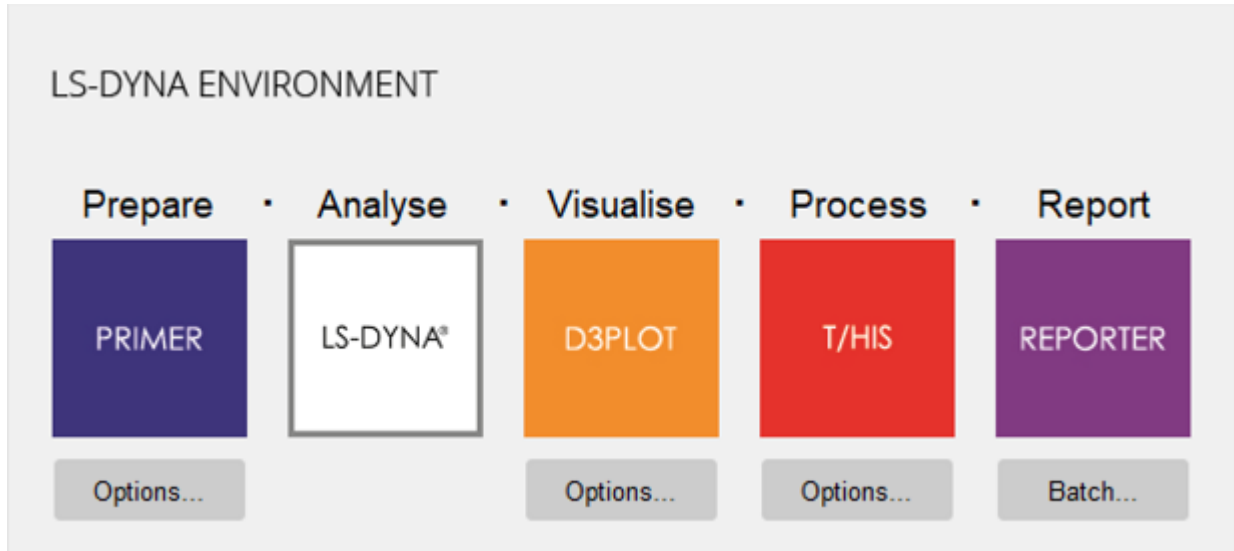 LS-DYNA ENVIRONMENT
Prepare · Analyse · Visualise · Process · Report
PRIMER LS-DYNA® D3PLOT T/HIS REPORTER
Options... Options... Options... Batch...